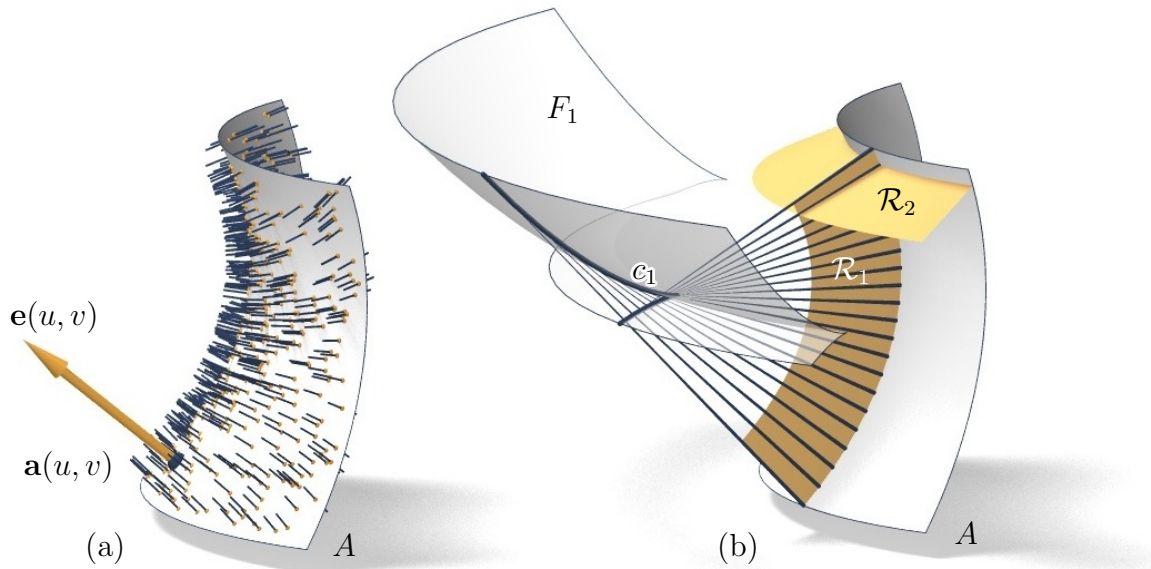 e(u, v)
a(u, v)
(a)
A
F₁
c₁
ℛ₂
ℛ₁
(b)
A